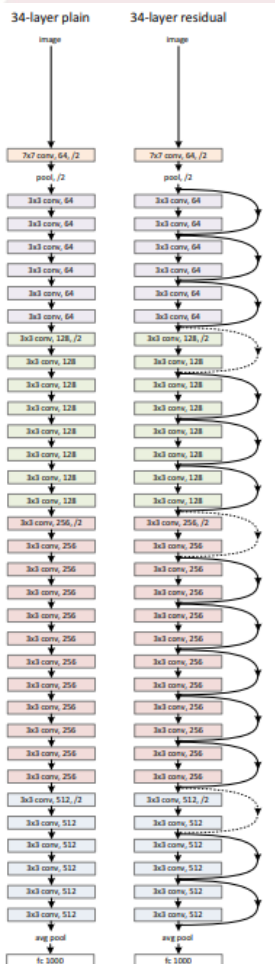 34-layer plain
image
7x7 conv, 64, /2
pool, /2
3x3 conv, 64
3x3 conv, 64
3x3 conv, 64
3x3 conv, 64
3x3 conv, 64
3x3 conv, 64
3x3 conv, 128, /2
3x3 conv, 128
3x3 conv, 128
3x3 conv, 128
3x3 conv, 128
3x3 conv, 128
3x3 conv, 128
3x3 conv, 128
3x3 conv, 256, /2
3x3 conv, 256
3x3 conv, 256
3x3 conv, 256
3x3 conv, 256
3x3 conv, 256
3x3 conv, 256
3x3 conv, 256
3x3 conv, 256
3x3 conv, 256
3x3 conv, 256
3x3 conv, 256
3x3 conv, 512, /2
3x3 conv, 512
3x3 conv, 512
3x3 conv, 512
3x3 conv, 512
3x3 conv, 512
avg pool
fc 1000
34-layer residual
image
7x7 conv, 64, /2
pool, /2
3x3 conv, 64
3x3 conv, 64
3x3 conv, 64
3x3 conv, 64
3x3 conv, 64
3x3 conv, 64
3x3 conv, 128, /2
3x3 conv, 128
3x3 conv, 128
3x3 conv, 128
3x3 conv, 128
3x3 conv, 128
3x3 conv, 128
3x3 conv, 128
3x3 conv, 256, /2
3x3 conv, 256
3x3 conv, 256
3x3 conv, 256
3x3 conv, 256
3x3 conv, 256
3x3 conv, 256
3x3 conv, 256
3x3 conv, 256
3x3 conv, 256
3x3 conv, 256
3x3 conv, 256
3x3 conv, 512, /2
3x3 conv, 512
3x3 conv, 512
3x3 conv, 512
3x3 conv, 512
3x3 conv, 512
avg pool
fc 1000